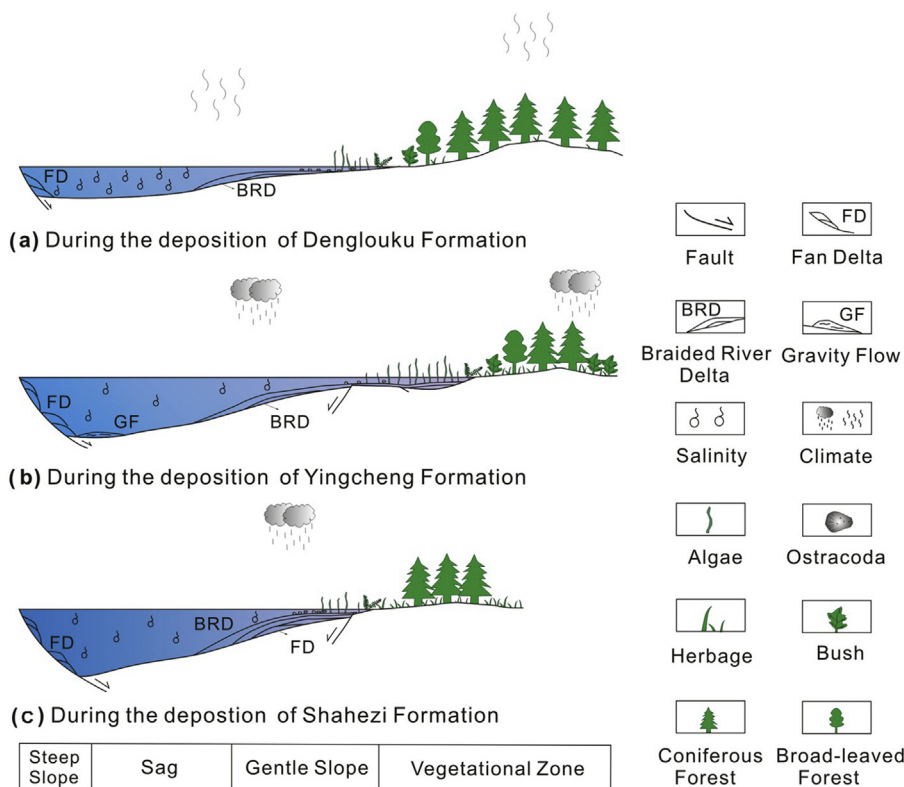 FD
BRD
(a) During the deposition of Denglouku Formation
FD
GF
BRD
(b) During the deposition of Yingcheng Formation
FD
BRD
FD
(c) During the depostion of Shahezi Formation
Steep
Slope
Sag
Gentle Slope
Vegetational Zone
FD
Fault
Fan Delta
BRD
GF
Braided River
Delta
Gravity Flow
Salinity
Climate
Algae
Ostracoda
Herbage
Bush
Coniferous
Forest
Broad-leaved
Forest